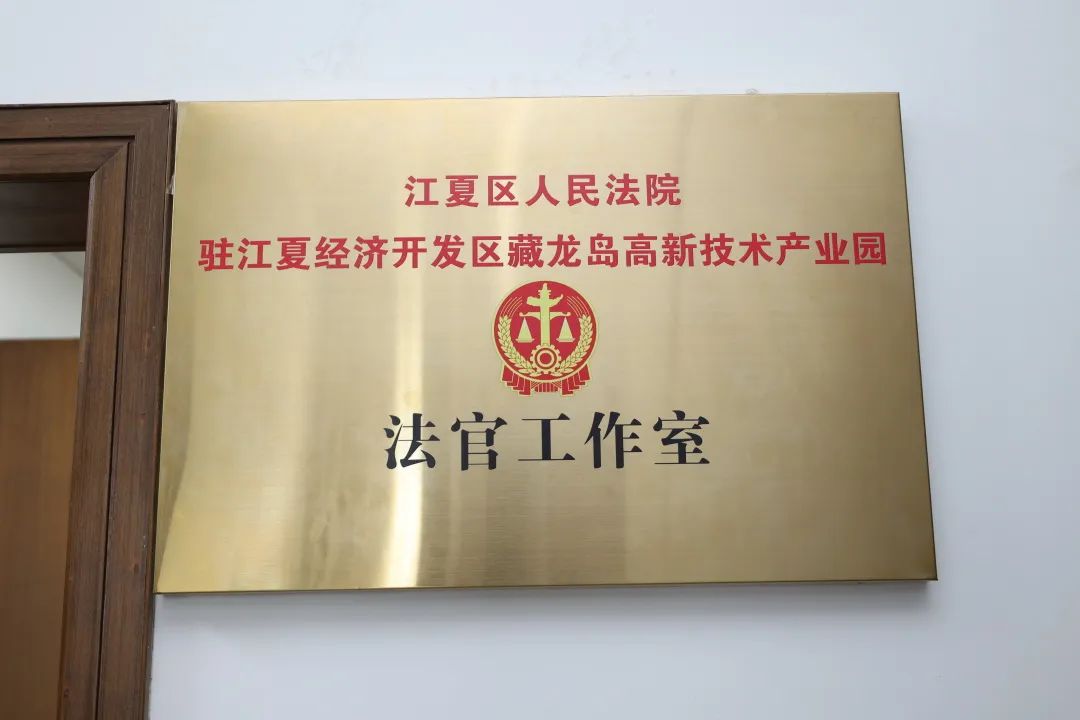 江夏区人民法院
驻江夏经济开发区藏龙岛高新技术产业园
法官工作室